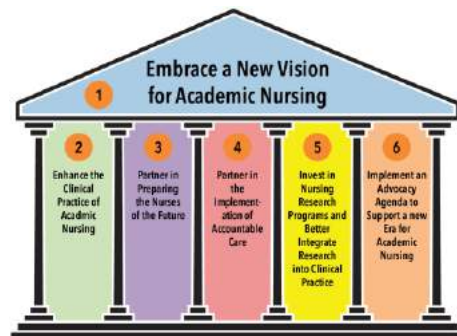 Embrace a New Vision
1
for Academic Nursing
2
Enhance the
Clinical
Practice of
Acadmic
Nursing
3
Partner in
Preparing
the Nurses
of the Future
4
Partner in
the
Implement-
ation of
Accountable
Care
5
Invest in
Nursing
Research
Programs and
Better
Integrate
Research
into Clinical
Practice
6
Implement an
Advocacy
Agenda to
Support a new
Era for
Academic
Nursing